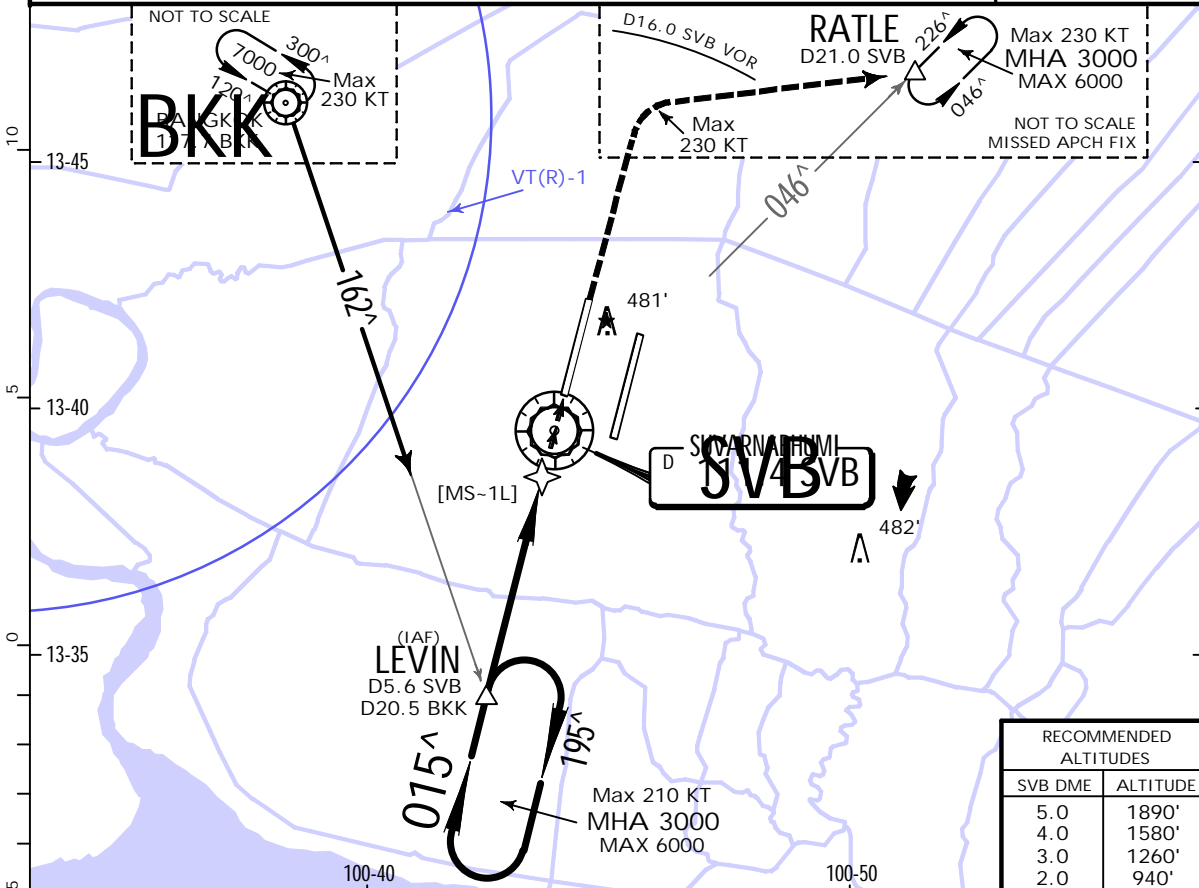 NOT TO SCALE
300^
7000
120^
Max
230 KT
BKK
BANGKOK
D16.0 SVB VOR
RATLE
D21.0 SVB
226^
046^
Max 230 KT
MHA 3000
MAX 6000
NOT TO SCALE
MISSED APCH FIX
Max
230 KT
046^
10
13-45
VT(R)-1
162^
481'
5
13-40
SUVARNABHUMI
D
SVB
SVB
[MS~1L]
482'
0
13-35
(IAF)
LEVIN
D5.6 SVB
D20.5 BKK
015^
195^
Max 210 KT
MHA 3000
MAX 6000
5
100-40
100-50
RECOMMENDED
ALTITUDES
SVB DME ALTITUDE
5.0 1890'
4.0 1580'
3.0 1260'
2.0 940'